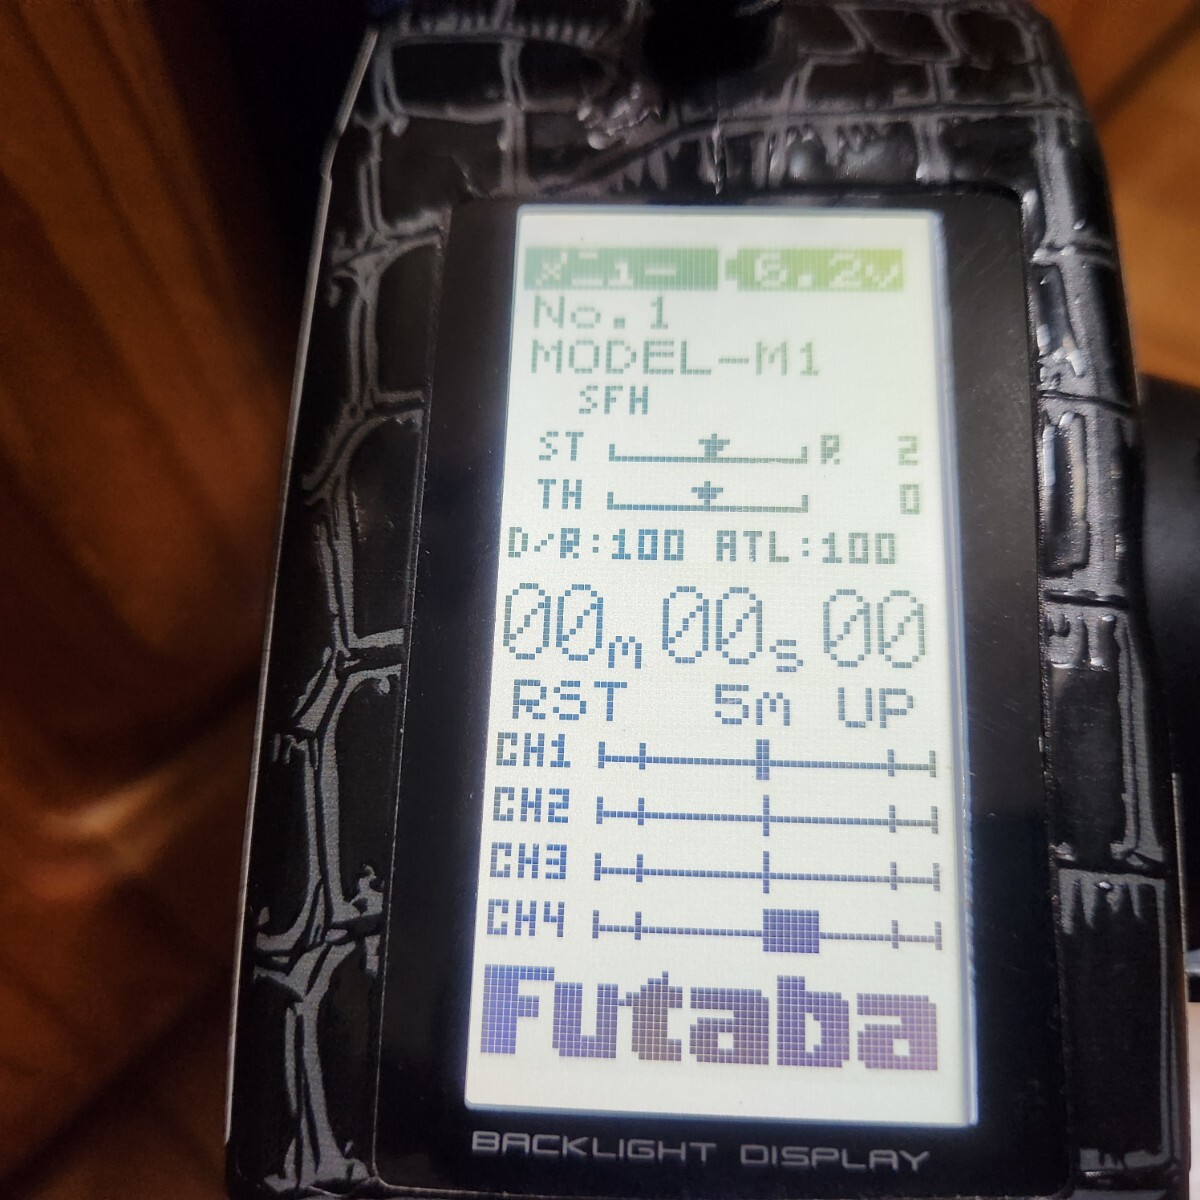 6.2v
No.1
MODEL-M1
SFH
ST R 2
TH 0
D/R:100 ATL:100
00m 00s 00
RST 5m UP
CH1
CH2
CH3
CH4
Futaba
BACKLIGHT DISPLAY